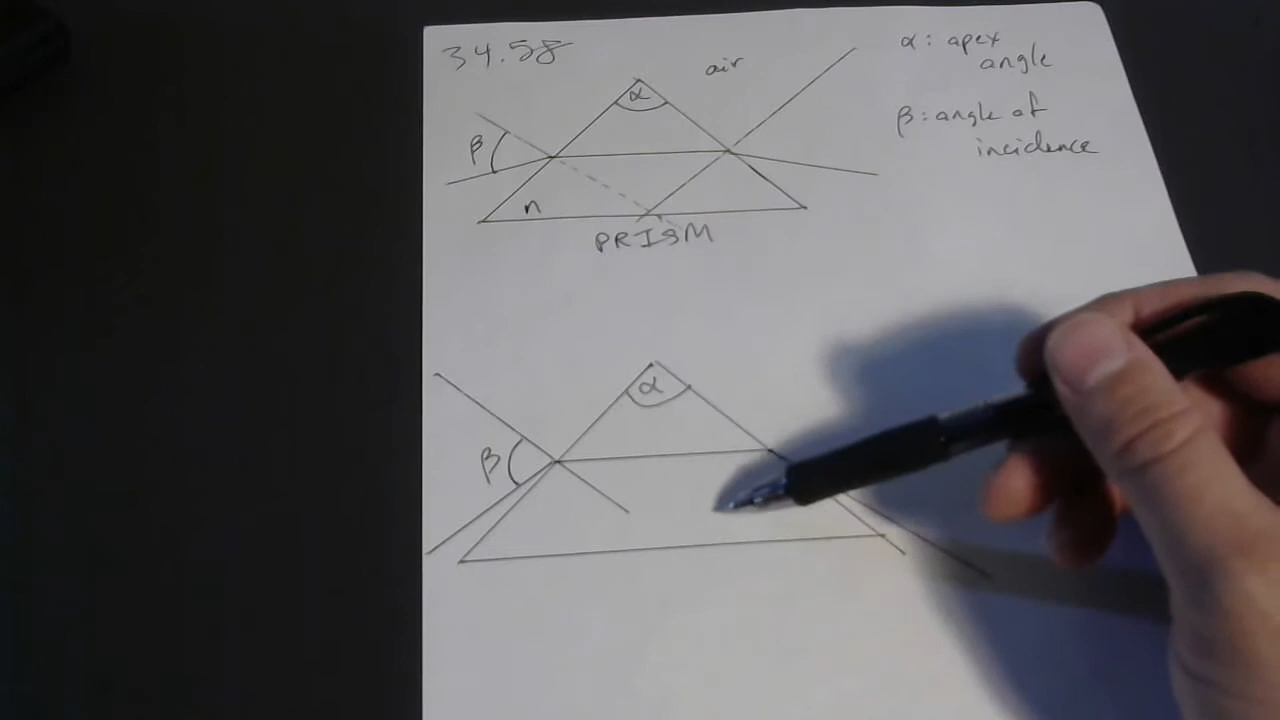 34.58
air
α: apex
angle
α
β: angle of
incidence
β
n
PRISM
α
β